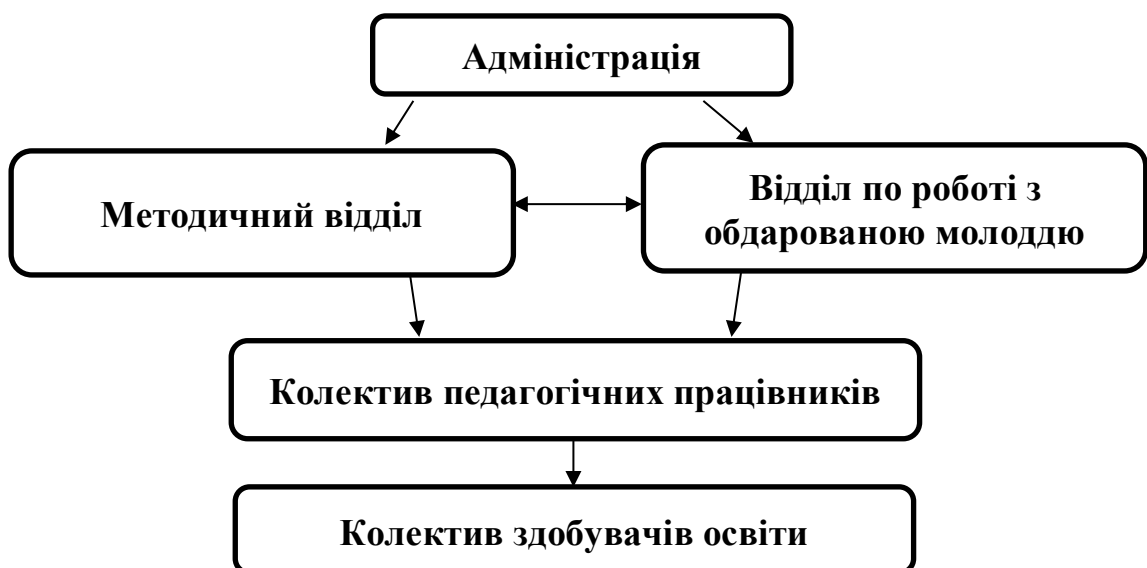 Адміністрація
Методичний відділ
Відділ по роботі з
обдарованою молоддю
Колектив педагогічних працівників
Колектив здобувачів освіти